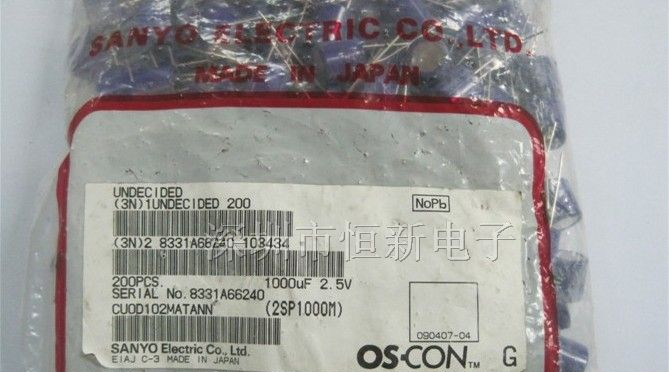 SANYO ELECTRIC CO.,LTD.
MADE IN JAPAN
UNDECIDED
(3N)1UNDECIDED 200
NoPb
(3N)2 8331A66240 103434
深圳市恒新电子
200PCS. 1000uF 2.5V
SERIAL No.8331A66240
CU0D102MATANN (2SP1000M)
090407-04
SANYO Electric Co., Ltd.
EIAJ C-3 MADE IN JAPAN
OS-CON™ G